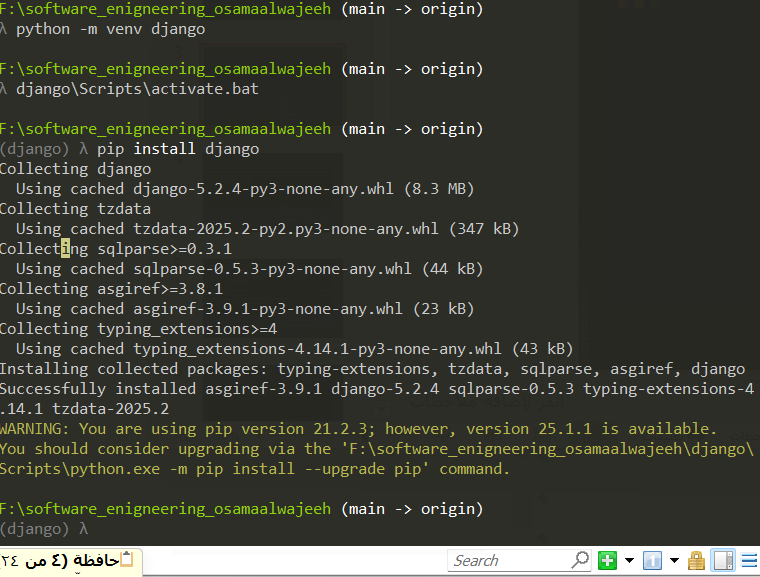 F:\software_enigneering_osamaalwajeeh (main -> origin)
λ python -m venv django
F:\software_enigneering_osamaalwajeeh (main -> origin)
λ django\Scripts\activate.bat
F:\software_enigneering_osamaalwajeeh (main -> origin)
(django) λ pip install django
Collecting django
  Using cached django-5.2.4-py3-none-any.whl (8.3 MB)
Collecting tzdata
  Using cached tzdata-2025.2-py2.py3-none-any.whl (347 kB)
Collecting sqlparse>=0.3.1
  Using cached sqlparse-0.5.3-py3-none-any.whl (44 kB)
Collecting asgiref>=3.8.1
  Using cached asgiref-3.9.1-py3-none-any.whl (23 kB)
Collecting typing_extensions>=4
  Using cached typing_extensions-4.14.1-py3-none-any.whl (43 kB)
Installing collected packages: typing-extensions, tzdata, sqlparse, asgiref, django
Successfully installed asgiref-3.9.1 django-5.2.4 sqlparse-0.5.3 typing-extensions-4
.14.1 tzdata-2025.2
WARNING: You are using pip version 21.2.3; however, version 25.1.1 is available.
You should consider upgrading via the 'F:\software_enigneering_osamaalwajeeh\django\
Scripts\python.exe -m pip install --upgrade pip' command.
F:\software_enigneering_osamaalwajeeh (main -> origin)
(django) λ
حافظة (٤ من ٢٤
Search